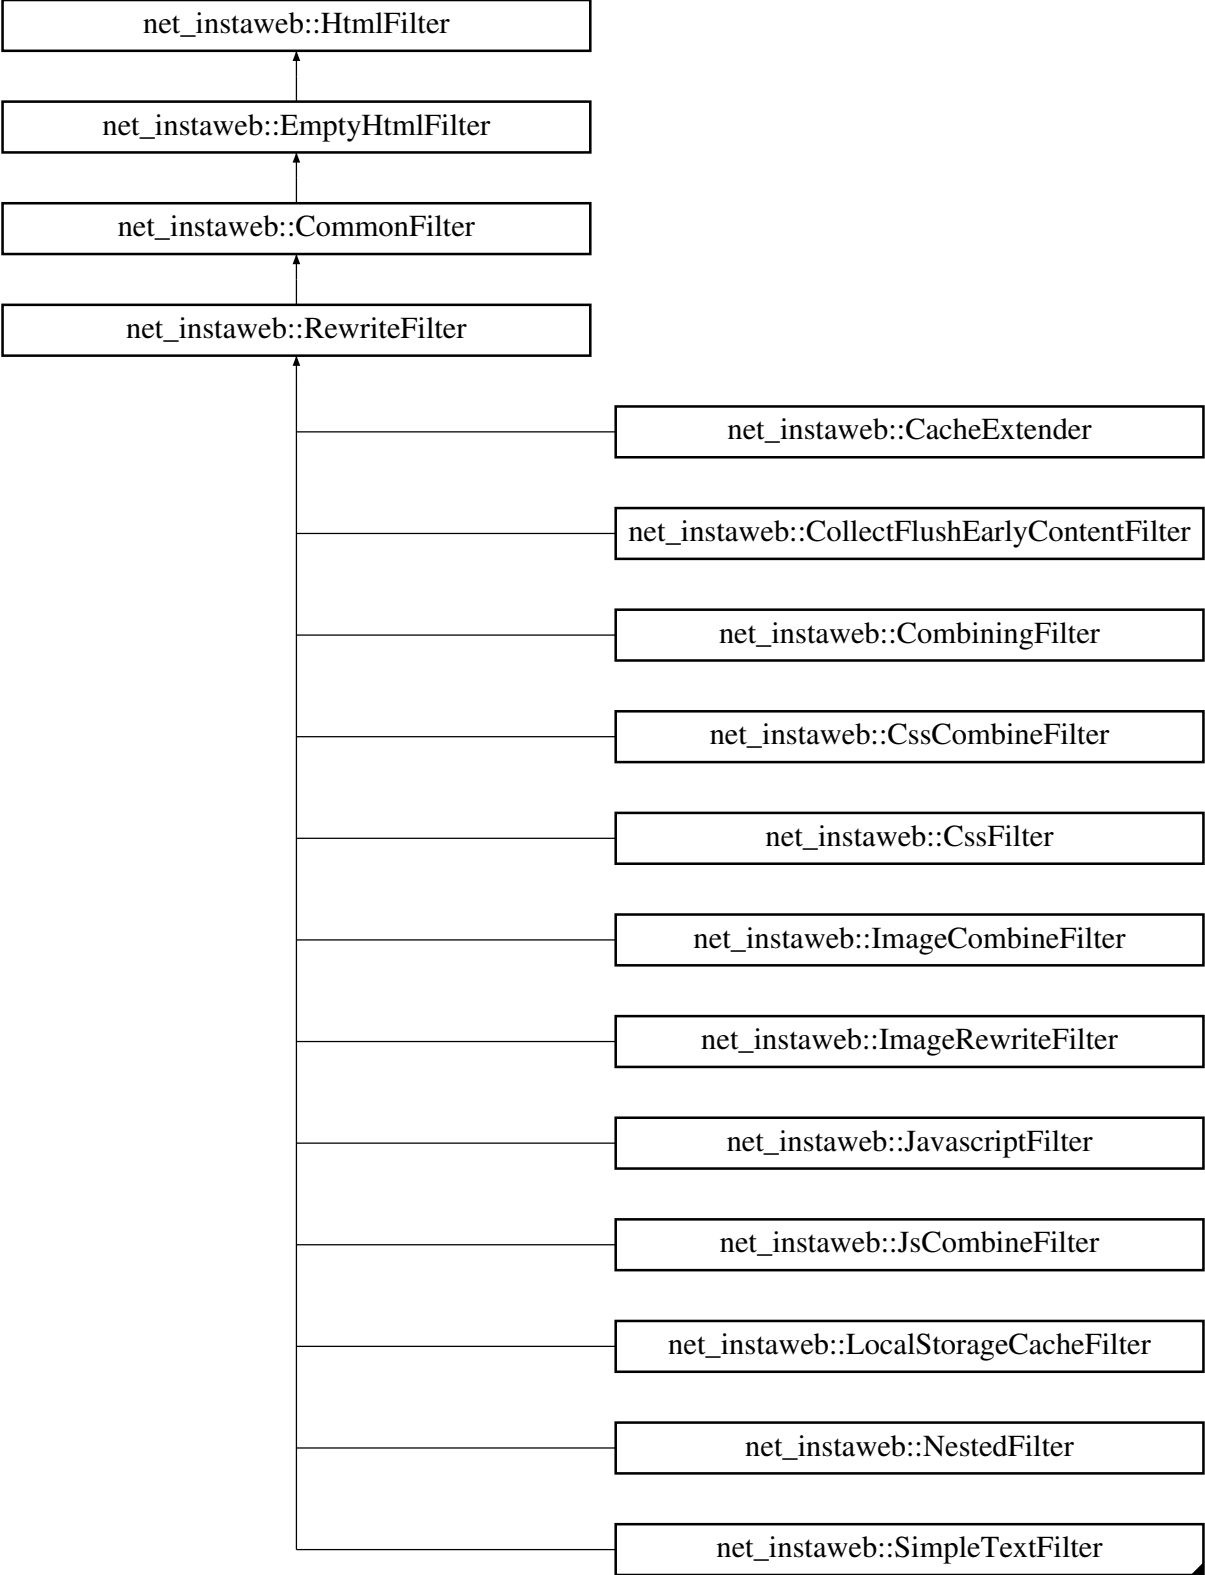 net_instaweb::HtmlFilter
net_instaweb::EmptyHtmlFilter
net_instaweb::CommonFilter
net_instaweb::RewriteFilter
net_instaweb::CacheExtender
net_instaweb::CollectFlushEarlyContentFilter
net_instaweb::CombiningFilter
net_instaweb::CssCombineFilter
net_instaweb::CssFilter
net_instaweb::ImageCombineFilter
net_instaweb::ImageRewriteFilter
net_instaweb::JavascriptFilter
net_instaweb::JsCombineFilter
net_instaweb::LocalStorageCacheFilter
net_instaweb::NestedFilter
net_instaweb::SimpleTextFilter